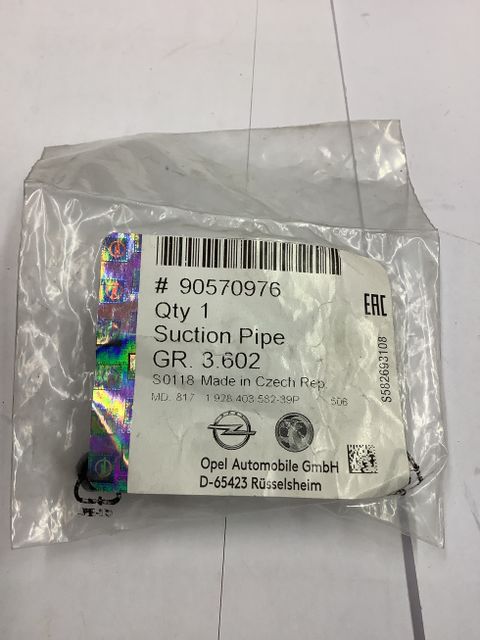 # 90570976
Qty 1
Suction Pipe
GR. 3.602
S0118 Made in Czech Rep.
MD. 817 1 928 403 582-39P 506
Opel Automobile GmbH
D-65423 Rüsselsheim
EAC
S582693108